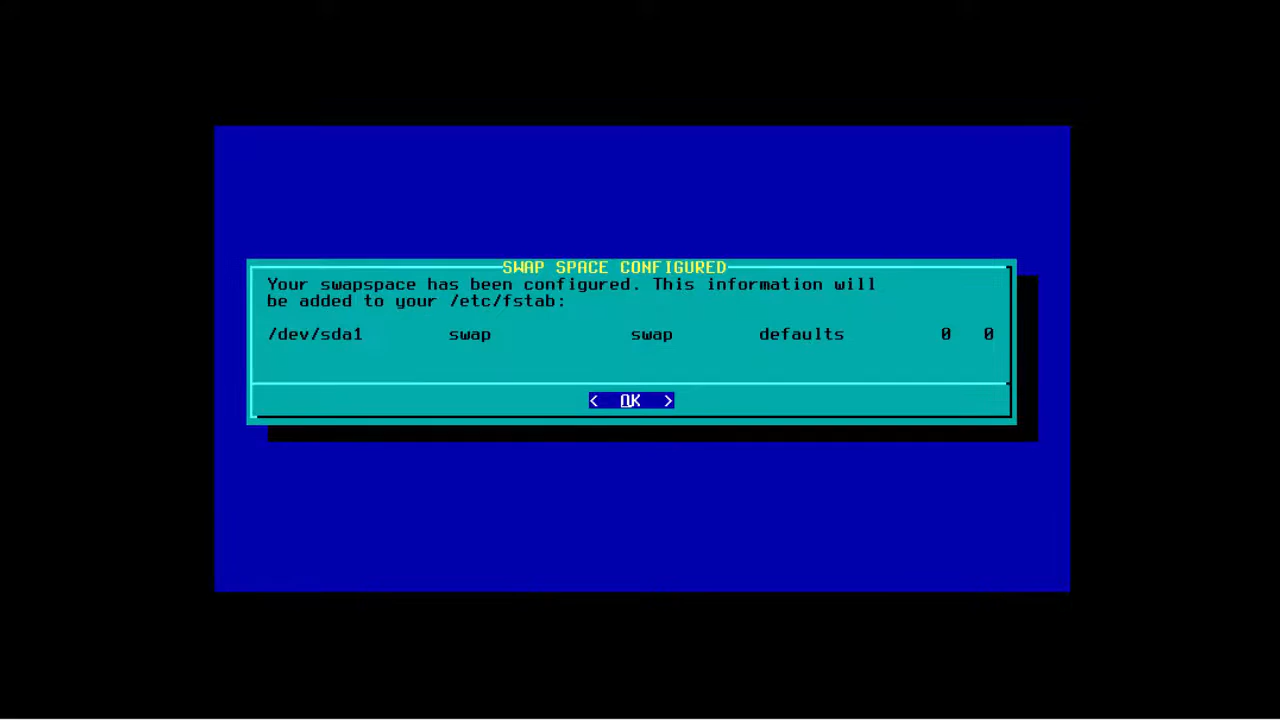 SWAP SPACE CONFIGURED
Your swapspace has been configured. This information will
be added to your /etc/fstab:
/dev/sda1 swap swap defaults 0 0
< OK >